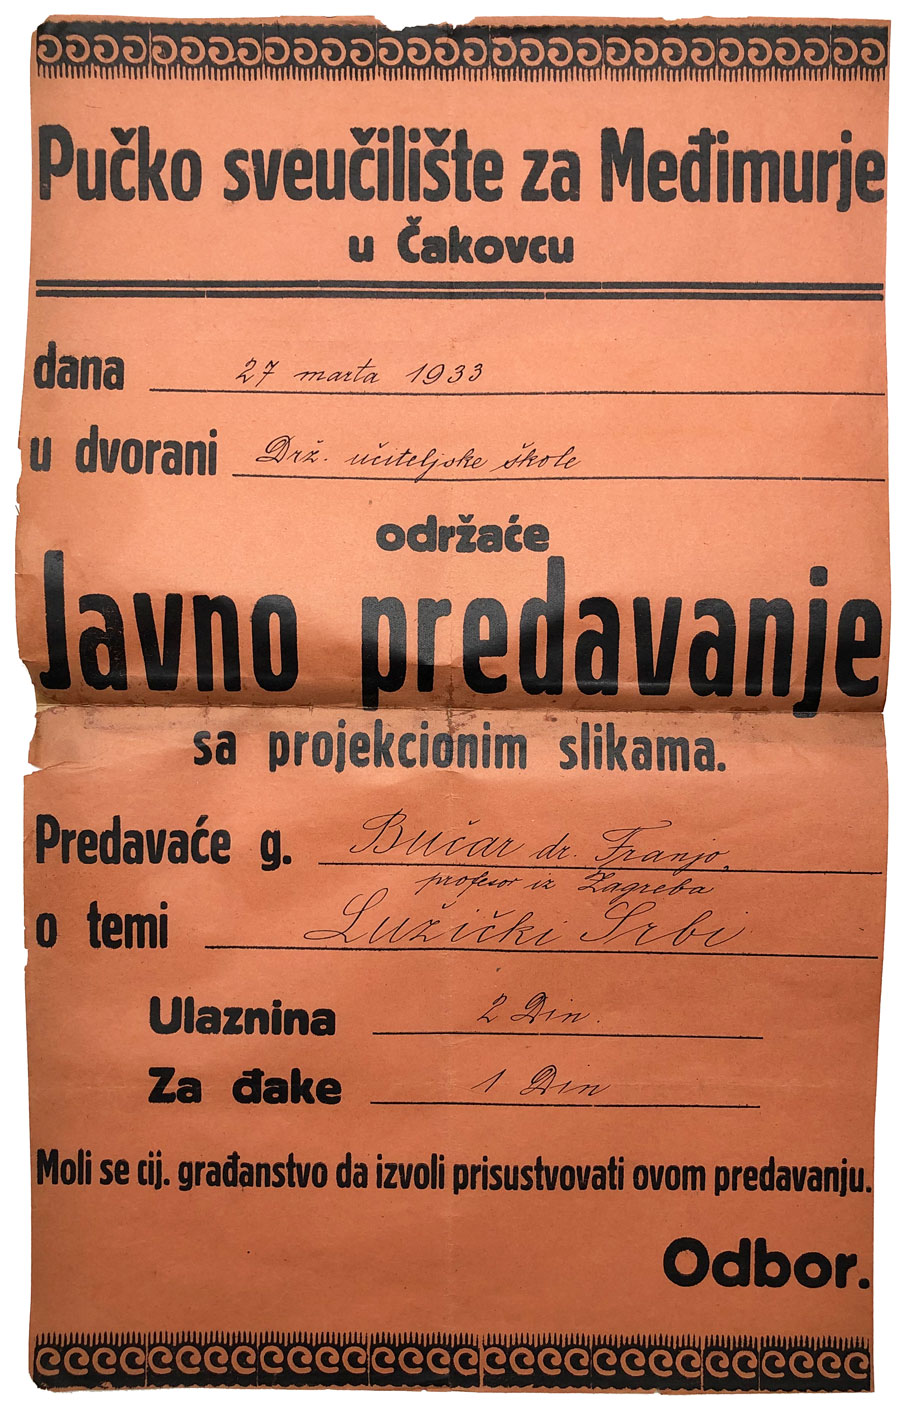 Pučko sveučilište za Međimurje
u Čakovcu
dana 27 marta 1933
u dvorani Drž. učiteljske škole
održaće
Javno predavanje
sa projekcionim slikama.
Predavaće g. Bučar dr. Franjo,
profesor iz Zagreba
o temi Lužički Srbi
Ulaznina 2 Din.
Za đake 1 Din
Moli se cij. građanstvo da izvoli prisustvovati ovom predavanju.
Odbor.